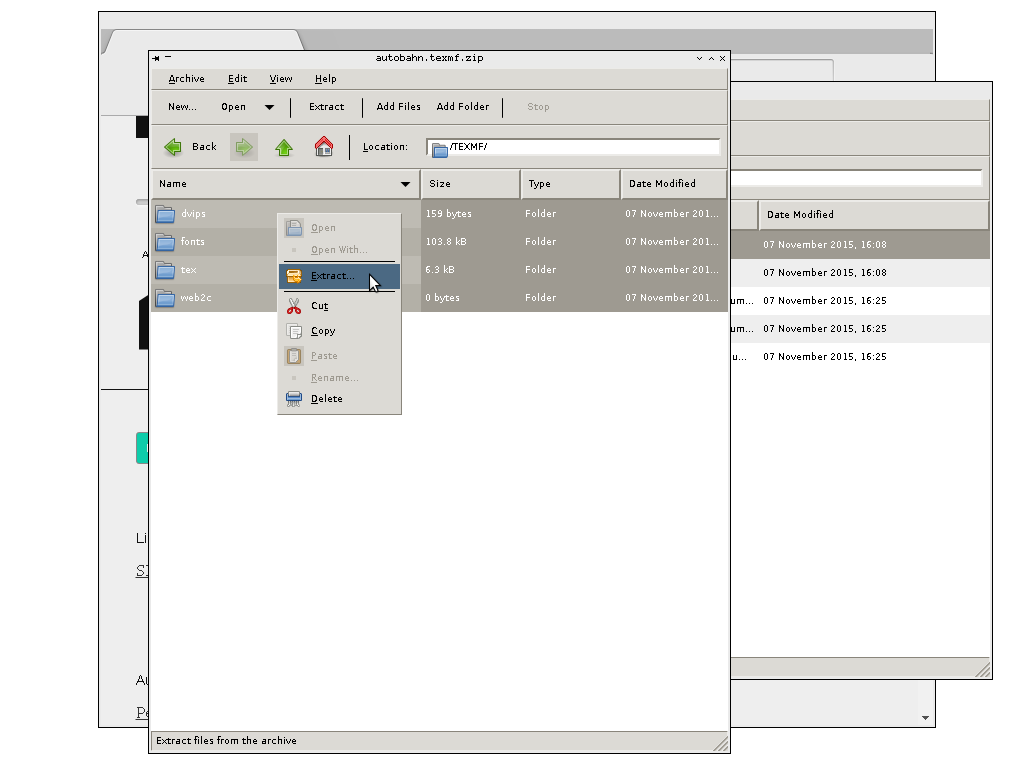 autobahn.texmf.zip
Archive Edit View Help
New... Open Extract Add Files Add Folder Stop
Back Location: /TEXMF/
Name Size Type Date Modified
dvips 159 bytes Folder 07 November 201...
fonts 103.8 kB Folder 07 November 201...
tex 6.3 kB Folder 07 November 201...
web2c 0 bytes Folder 07 November 201...
Open
Open With...
Extract...
Cut
Copy
Paste
Rename...
Delete
Extract files from the archive
Date Modified
07 November 2015, 16:08
07 November 2015, 16:08
um... 07 November 2015, 16:25
um... 07 November 2015, 16:25
u... 07 November 2015, 16:25
A
Li
Au